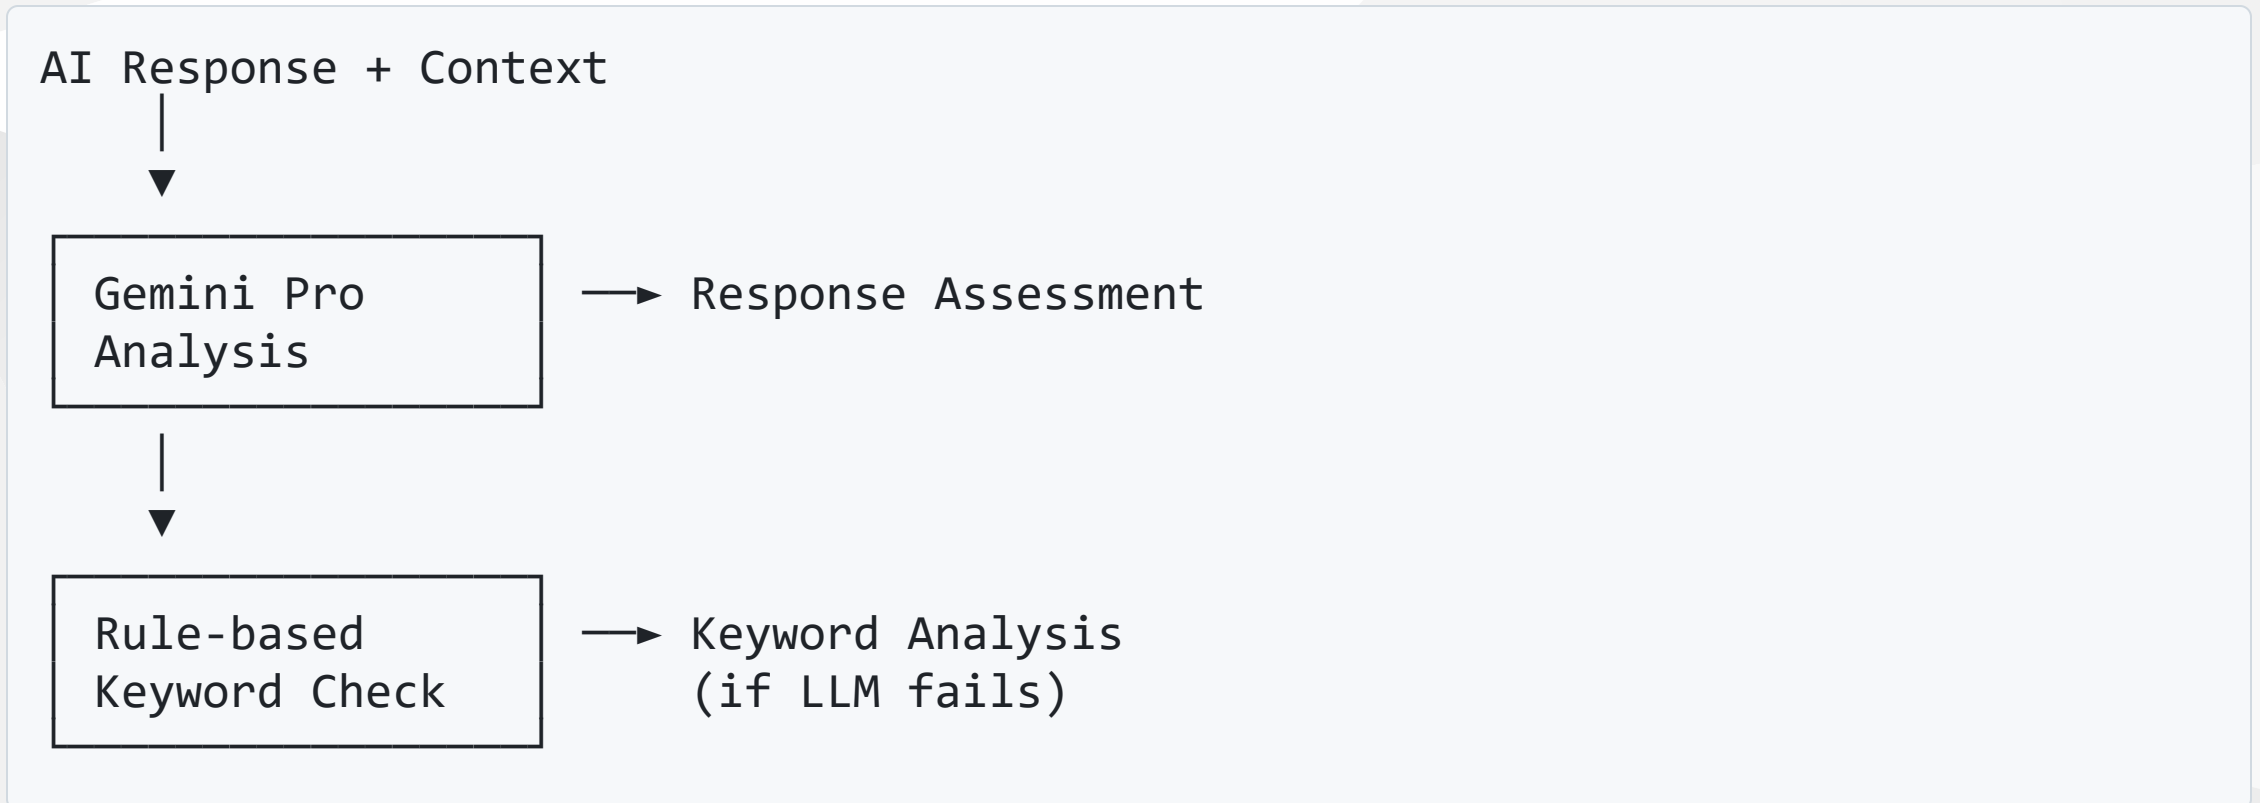 AI Response + Context
Gemini Pro
Analysis
Response Assessment
Rule-based
Keyword Check
Keyword Analysis
(if LLM fails)